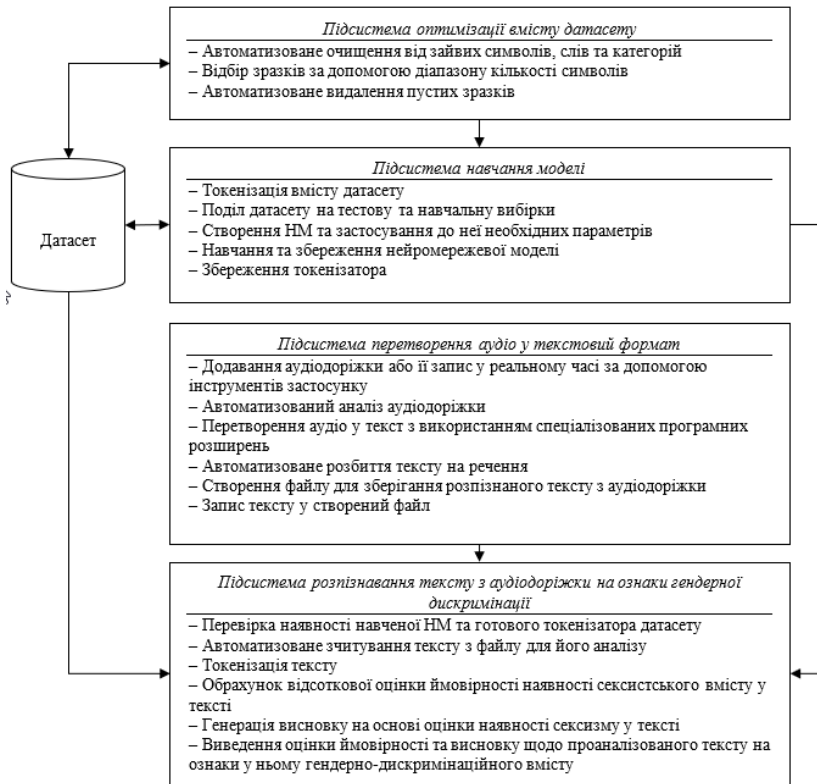 Підсистема оптимізації вмісту датасету
– Автоматизоване очищення від зайвих символів, слів та категорій
– Відбір зразків за допомогою діапазону кількості символів
– Автоматизоване видалення пустих зразків
Датасет
Підсистема навчання моделі
– Токенізація вмісту датасету
– Поділ датасету на тестову та навчальну вибірки
– Створення НМ та застосування до неї необхідних параметрів
– Навчання та збереження нейромережевої моделі
– Збереження токенізатора
Підсистема перетворення аудіо у текстовий формат
– Додавання аудіодоріжки або її запис у реальному часі за допомогою
інструментів застосунку
– Автоматизований аналіз аудіодоріжки
– Перетворення аудіо у текст з використанням спеціалізованих програмних
розширень
– Автоматизоване розбиття тексту на речення
– Створення файлу для зберігання розпізнаного тексту з аудіодоріжки
– Запис тексту у створений файл
Підсистема розпізнавання тексту з аудіодоріжки на ознаки гендерної
дискримінації
– Перевірка наявності навченої НМ та готового токенізатора датасету
– Автоматизоване зчитування тексту з файлу для його аналізу
– Токенізація тексту
– Обрахунок відсоткової оцінки ймовірності наявності сексистського вмісту у
тексті
– Генерація висновку на основі оцінки наявності сексизму у тексті
– Виведення оцінки ймовірності та висновку щодо проаналізованого тексту на
ознаки у ньому гендерно-дискримінаційного вмісту